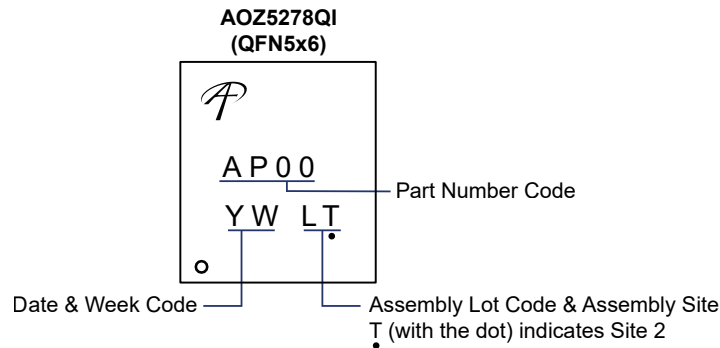 AOZ5278QI
(QFN5x6)
AP00
Part Number Code
YW LṬ
Date & Week Code
Assembly Lot Code & Assembly Site
Ṭ (with the dot) indicates Site 2